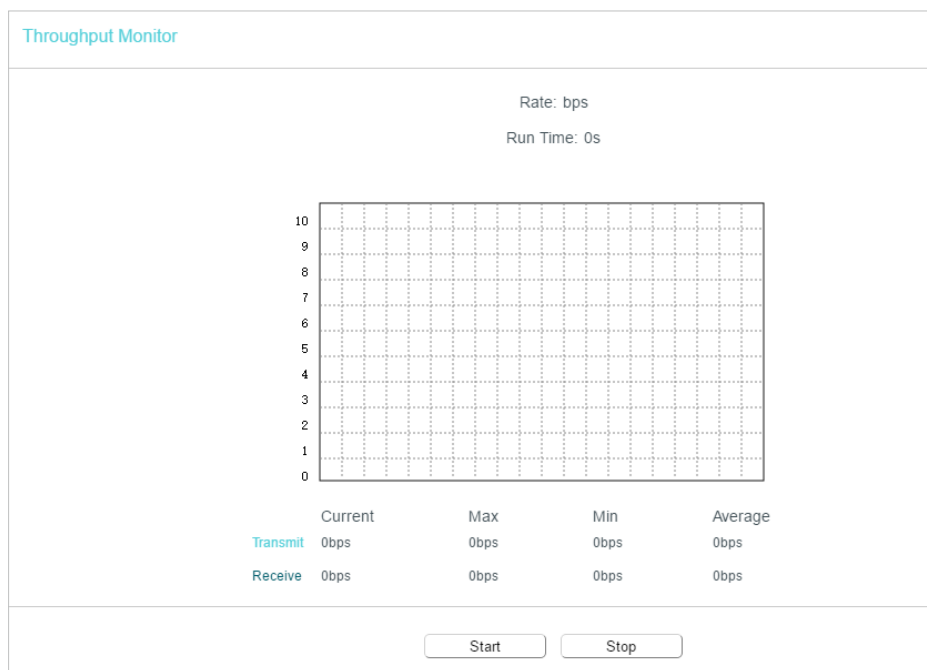 Throughput Monitor
Rate: bps
Run Time: 0s
10
9
8
7
6
5
4
3
2
1
0
Current Max Min Average
Transmit 0bps 0bps 0bps 0bps
Receive 0bps 0bps 0bps 0bps
Start Stop